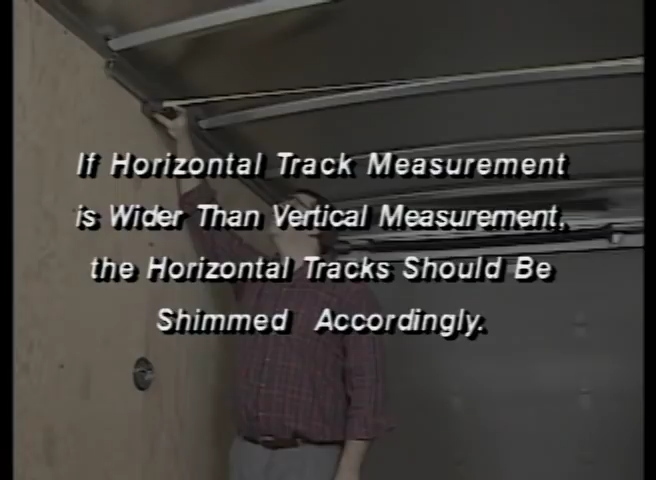 If Horizontal Track Measurement
is Wider Than Vertical Measurement,
the Horizontal Tracks Should Be
Shimmed Accordingly.